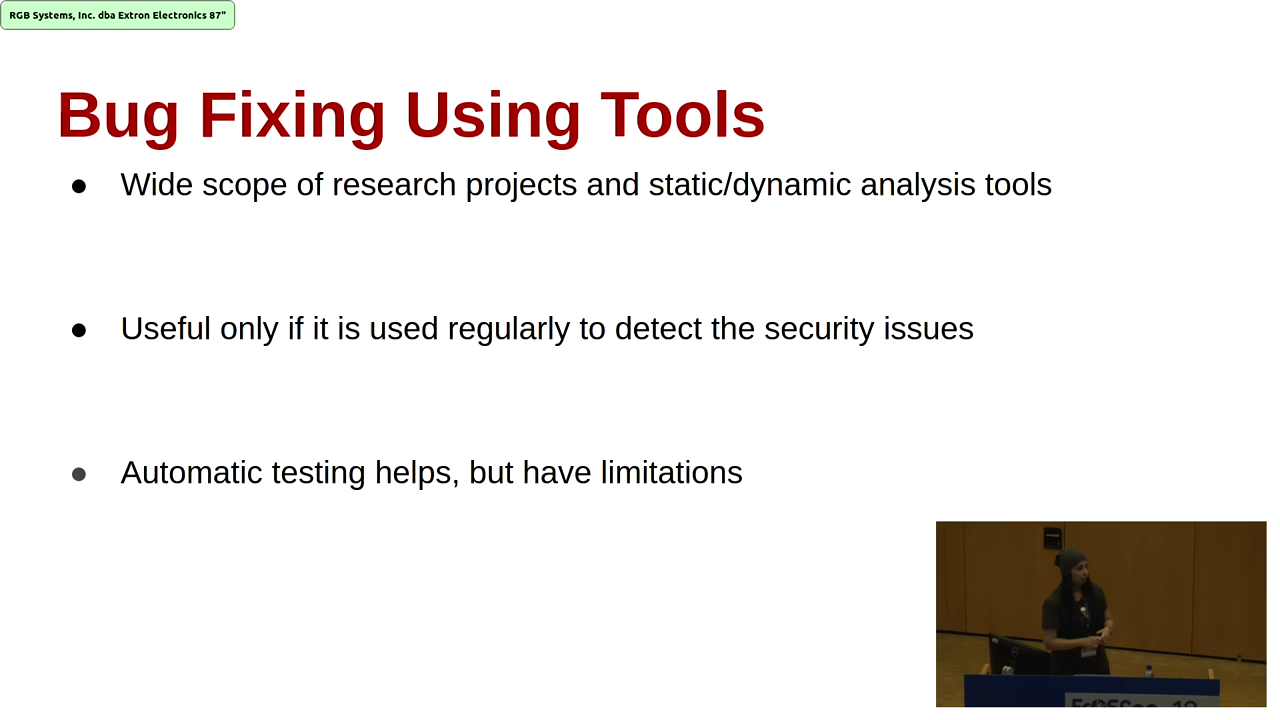 RGB Systems, Inc. dba Extron Electronics 87"
Bug Fixing Using Tools
● Wide scope of research projects and static/dynamic analysis tools
● Useful only if it is used regularly to detect the security issues
● Automatic testing helps, but have limitations